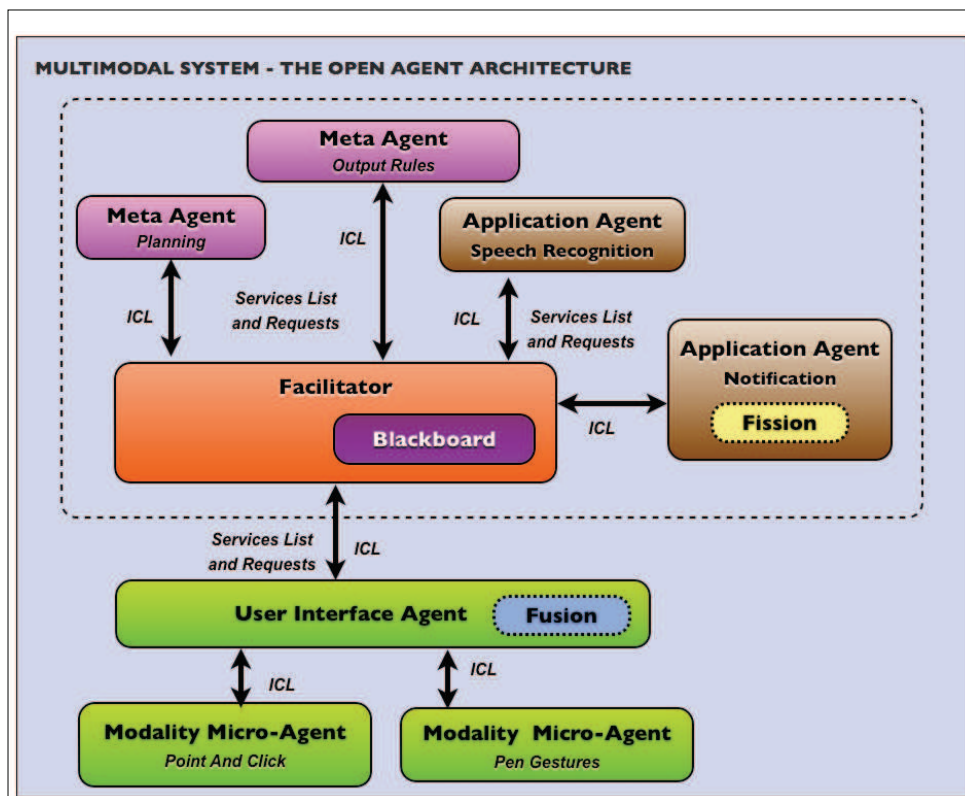 MULTIMODAL SYSTEM - THE OPEN AGENT ARCHITECTURE
Meta Agent
Output Rules
Meta Agent
Planning
Application Agent
Speech Recognition
ICL
ICL
Services List
and Requests
ICL
Services List
and Requests
Application Agent
Notification
Fission
Facilitator
Blackboard
ICL
Services List
and Requests
ICL
User Interface Agent
Fusion
ICL
ICL
Modality Micro-Agent
Point And Click
Modality Micro-Agent
Pen Gestures